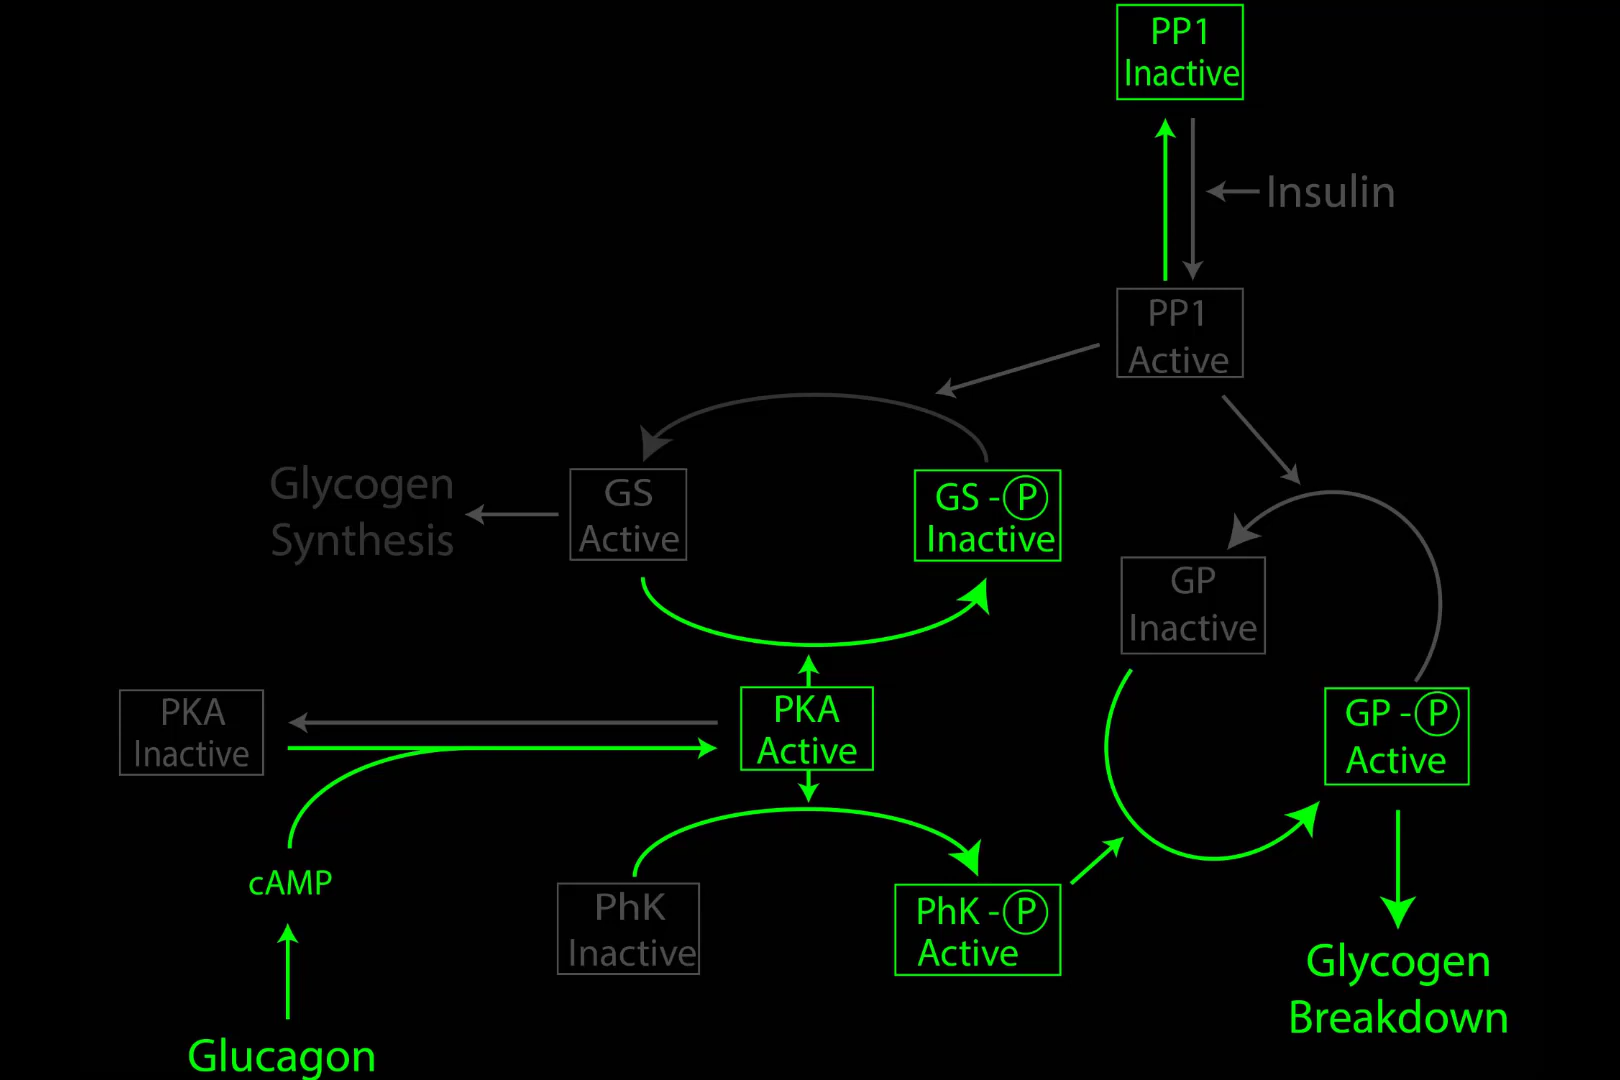 PP1
Inactive
Insulin
PP1
Active
Glycogen
Synthesis
GS
Active
GS - P
Inactive
GP
Inactive
PKA
Inactive
PKA
Active
GP - P
Active
cAMP
PhK
Inactive
PhK - P
Active
Glycogen
Breakdown
Glucagon